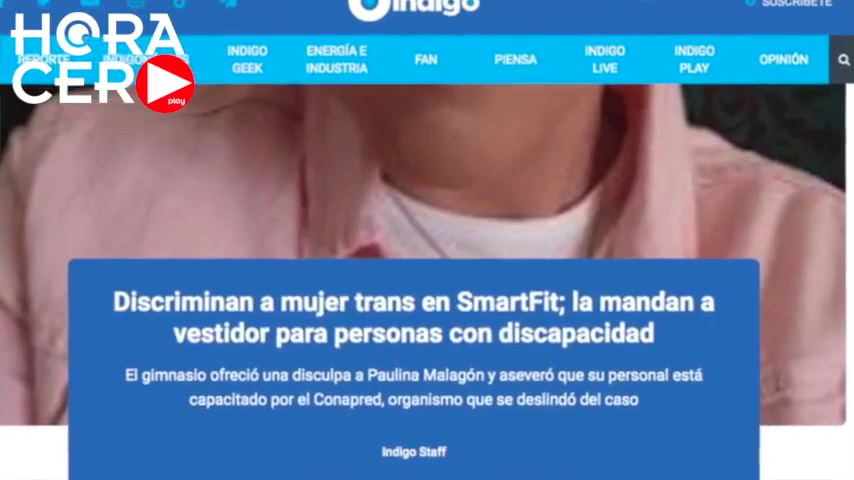 indigo
SUSCRÍBETE
HORA
CERO
play
REPORTE
INDIGO
GEEK
ENERGÍA E
INDUSTRIA
FAN
PIENSA
INDIGO
LIVE
INDIGO
PLAY
OPINIÓN
Discriminan a mujer trans en SmartFit; la mandan a
vestidor para personas con discapacidad
El gimnasio ofreció una disculpa a Paulina Malagón y aseveró que su personal está
capacitado por el Conapred, organismo que se deslindó del caso
Indigo Staff